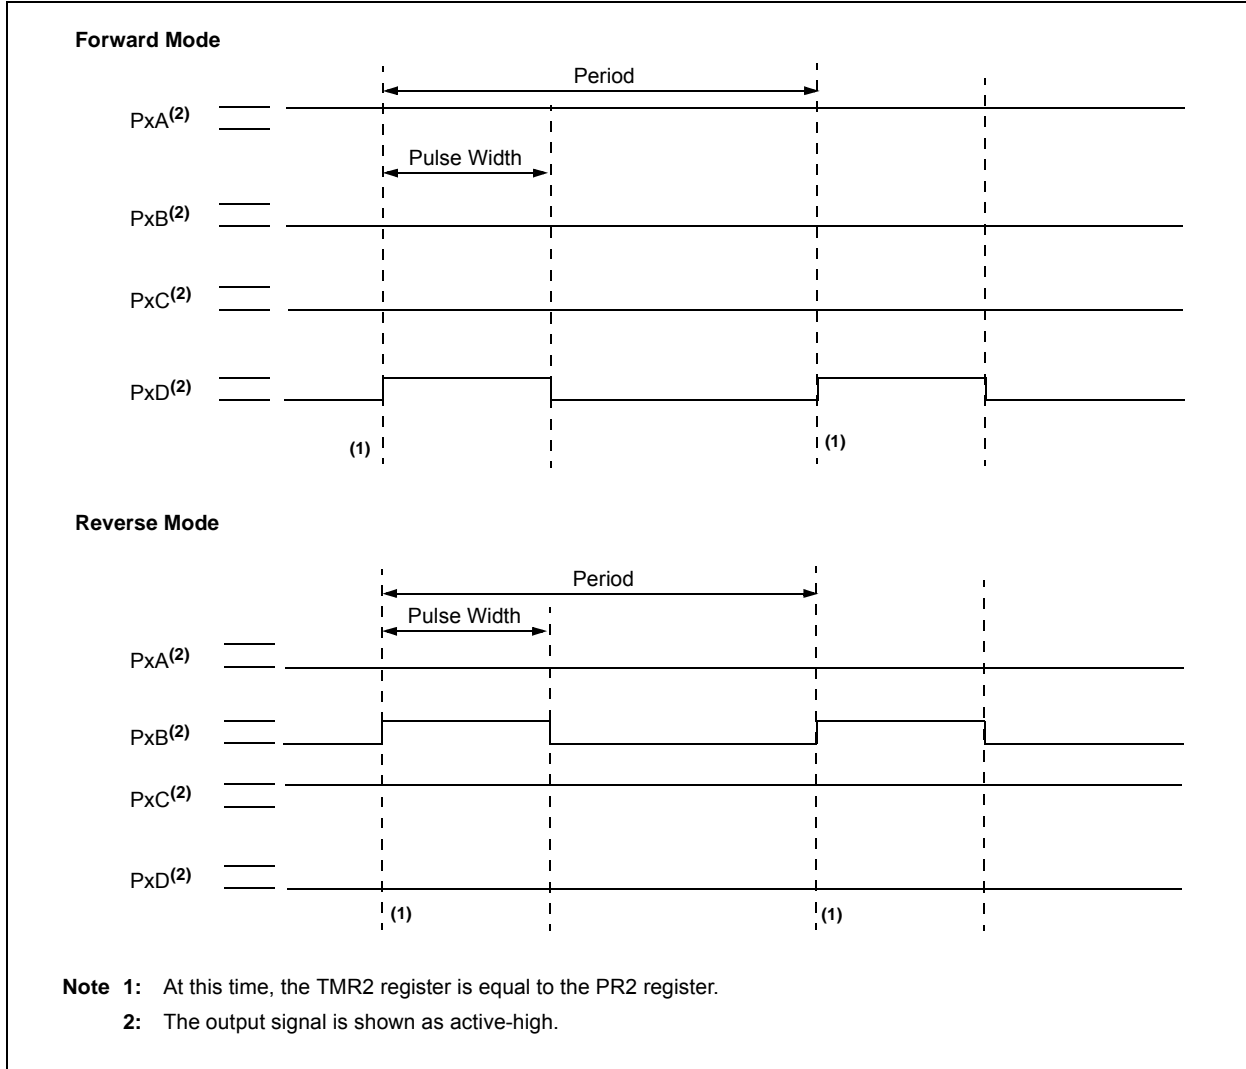 Forward Mode
Period
PxA(2)
Pulse Width
PxB(2)
PxC(2)
PxD(2)
(1) (1)
Reverse Mode
Period
Pulse Width
PxA(2)
PxB(2)
PxC(2)
PxD(2)
(1) (1)
Note 1: At this time, the TMR2 register is equal to the PR2 register.
2: The output signal is shown as active-high.